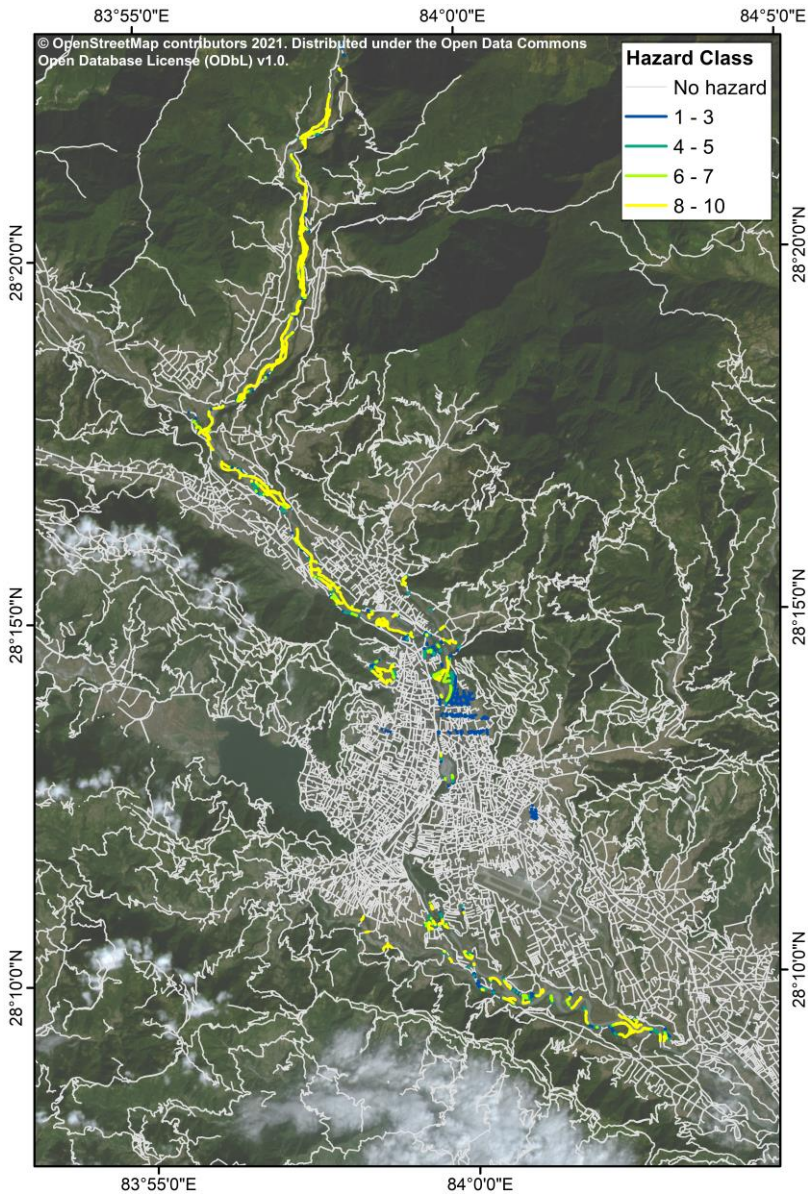 83°55'0"E 84°0'0"E 84°5'0"E
© OpenStreetMap contributors 2021. Distributed under the Open Data Commons
Open Database License (ODbL) v1.0.
Hazard Class
No hazard
1 - 3
4 - 5
6 - 7
8 - 10
28°20'0"N 28°20'0"N
28°15'0"N 28°15'0"N
28°10'0"N 28°10'0"N
83°55'0"E 84°0'0"E